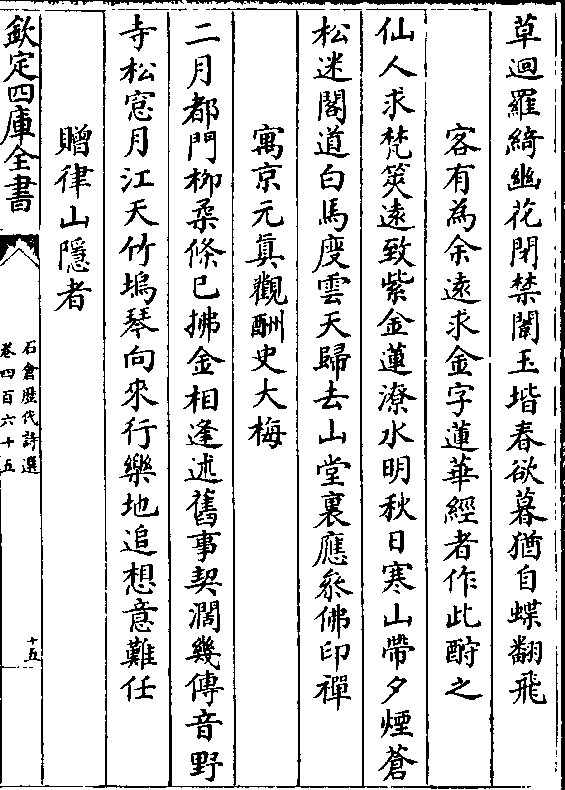 草迴羅綺幽花閉禁闈玉堦春欲暮猶自蝶翻飛
客有為余遠求金字蓮華經者作此酧之
仙人求梵筴遠致紫金蓮潦水明秋日寒山帶夕煙蒼
松迷閣道白馬度雲天歸去山堂裏應叅佛印禪
寓京元真觀酬史大梅
二月都門栁柔條已拂金相逢述舊事契濶幾傳音野
寺松窓月江天竹塢琴向來行樂地追想意難任
贈律山隱者
欽定四庫全書
石倉歷代詩選
卷四百六十五
十五